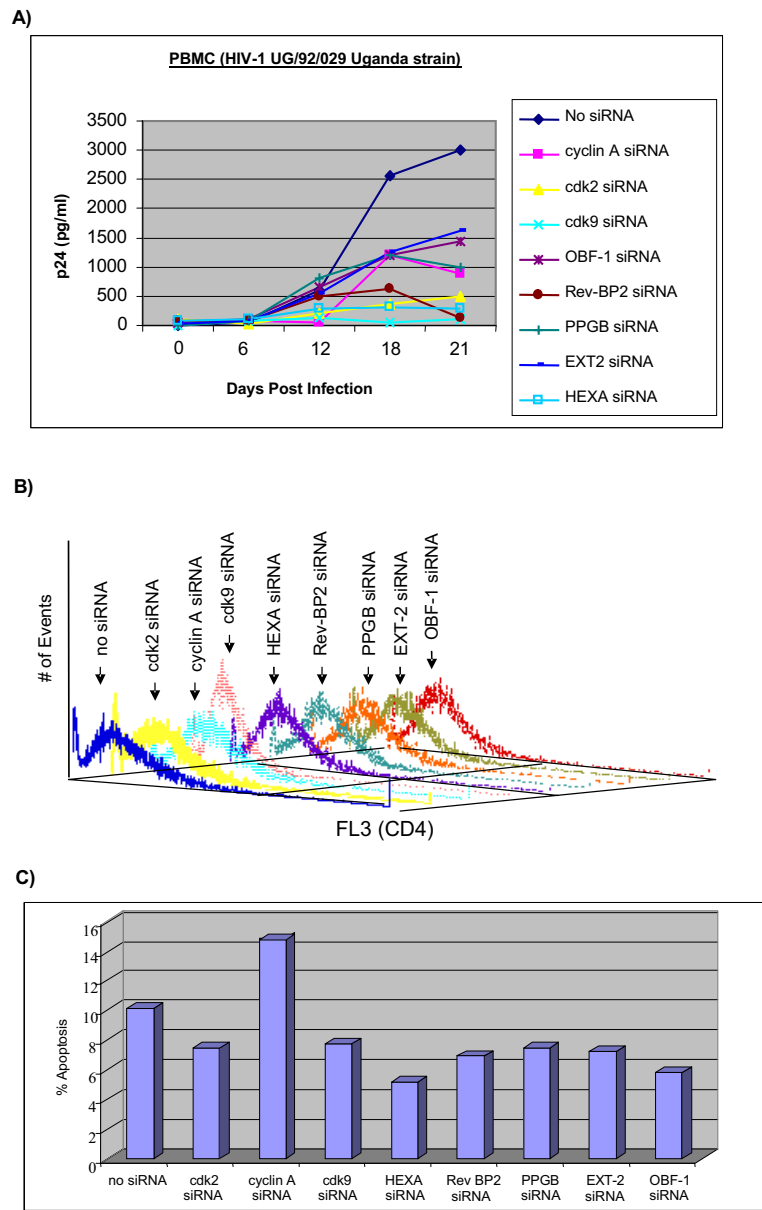 A)
PBMC (HIV-1 UG/92/029 Uganda strain)
3500
3000
2500
2000
1500
1000
500
0
p24 (pg/ml)
0 6 12 18 21
Days Post Infection
No siRNA
cyclin A siRNA
cdk2 siRNA
cdk9 siRNA
OBF-1 siRNA
Rev-BP2 siRNA
PPGB siRNA
EXT2 siRNA
HEXA siRNA
B)
# of Events
no siRNA
cdk2 siRNA
cyclin A siRNA
cdk9 siRNA
HEXA siRNA
Rev-BP2 siRNA
PPGB siRNA
EXT-2 siRNA
OBF-1 siRNA
FL3 (CD4)
C)
16
14
12
10
8
6
4
2
0
% Apoptosis
no siRNA cdk2 cyclin A cdk9 HEXA Rev BP2 PPGB EXT-2 OBF-1
siRNA siRNA siRNA siRNA siRNA siRNA siRNA siRNA